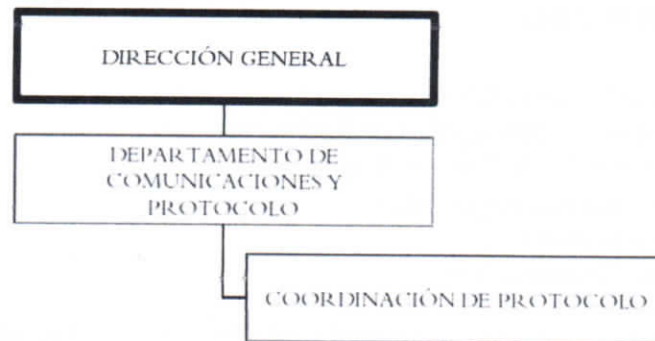 DIRECCIÓN GENERAL
DEPARTAMENTO DE
COMUNICACIONES Y
PROTOCOLO
COORDINACIÓN DE PROTOCOLO